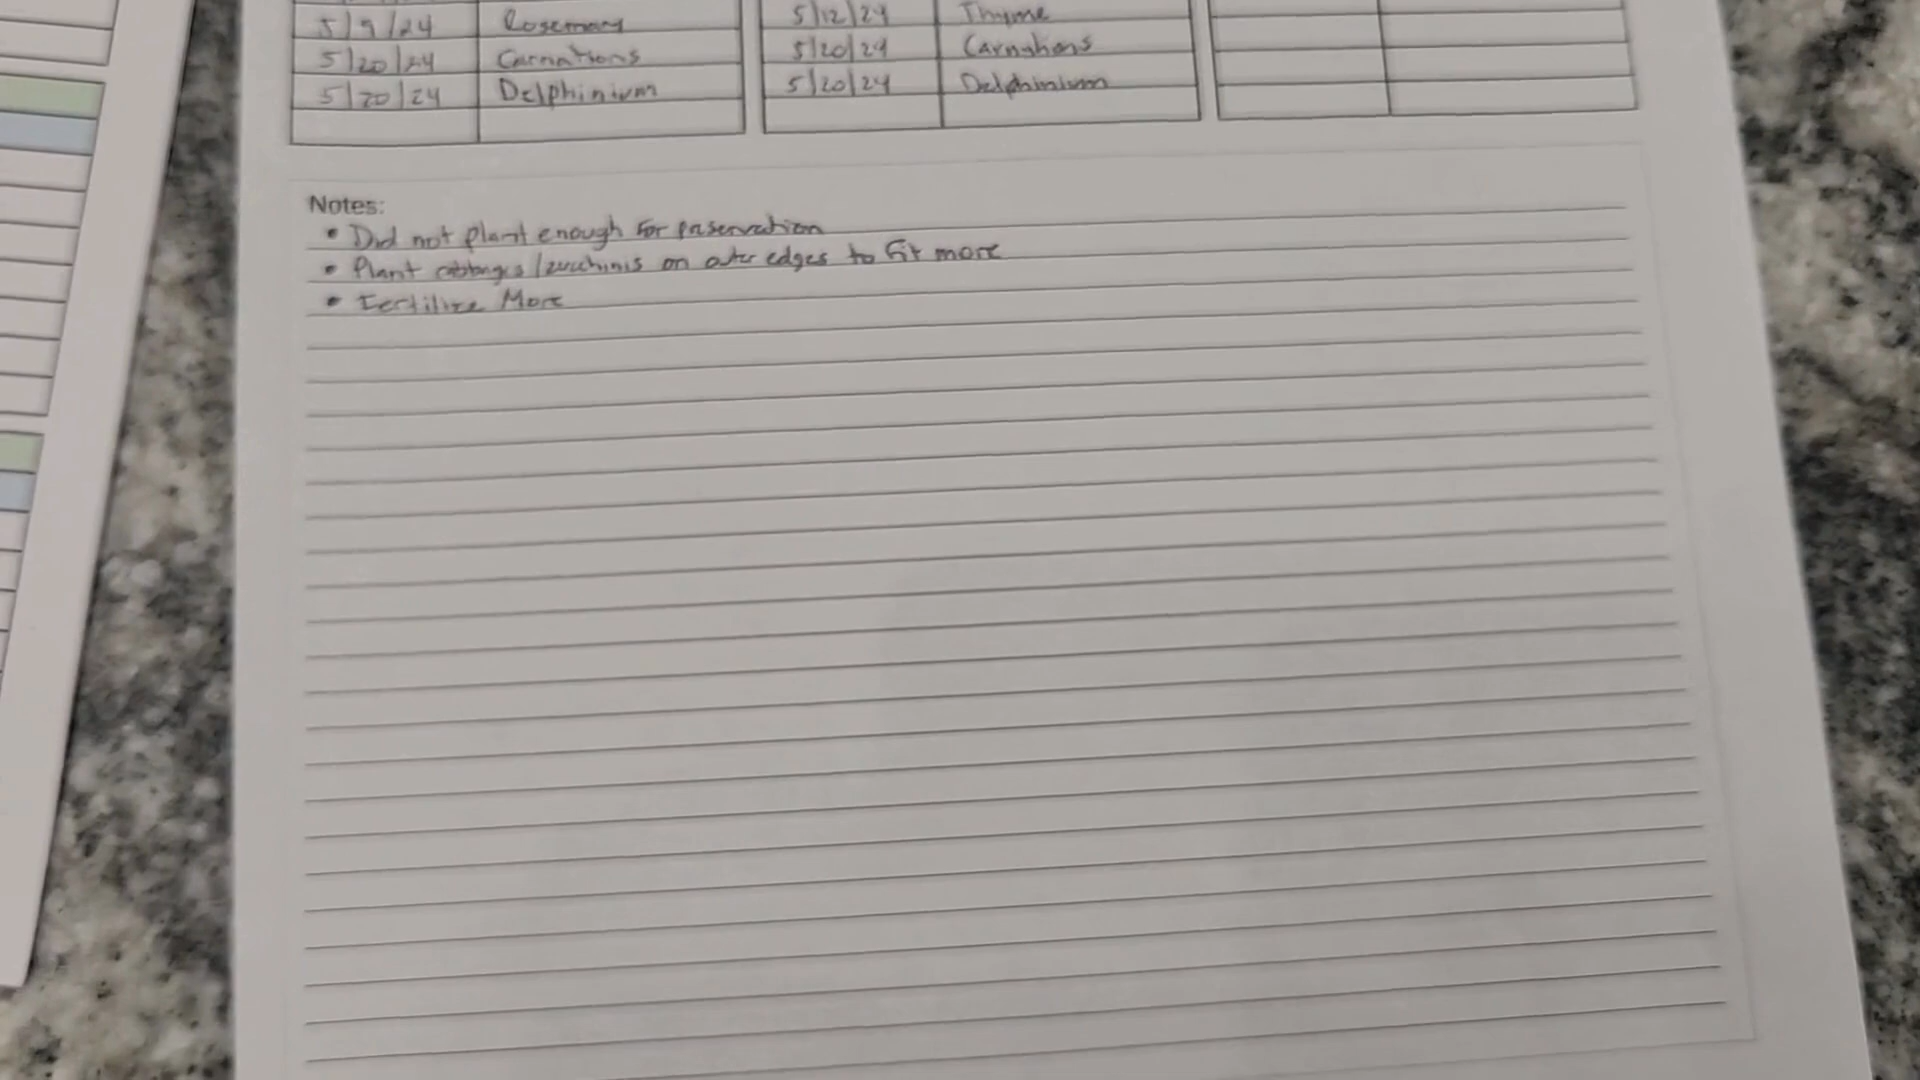 5/9/24 Rosemary 5/12/24 Thyme
5/20/24 Carnations 5/20/24 Carnations
5/20/24 Delphinium 5/20/24 Delphinium
Notes:
• Did not plant enough for preservation
• Plant cabbages/zucchinis on outer edges to fit more
• Fertilize More